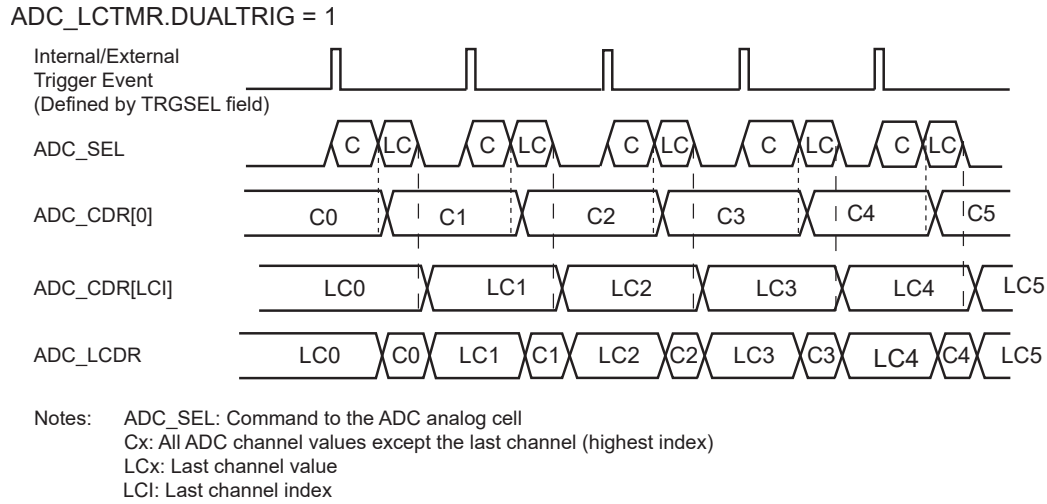 ADC_LCTMR.DUALTRIG = 1
Internal/External
Trigger Event
(Defined by TRGSEL field)
ADC_SEL C LC C LC C LC C LC C LC
ADC_CDR[0] C0 C1 C2 C3 C4 C5
ADC_CDR[LCI] LC0 LC1 LC2 LC3 LC4 LC5
ADC_LCDR LC0 C0 LC1 C1 LC2 C2 LC3 C3 LC4 C4 LC5
Notes: ADC_SEL: Command to the ADC analog cell
Cx: All ADC channel values except the last channel (highest index)
LCx: Last channel value
LCI: Last channel index